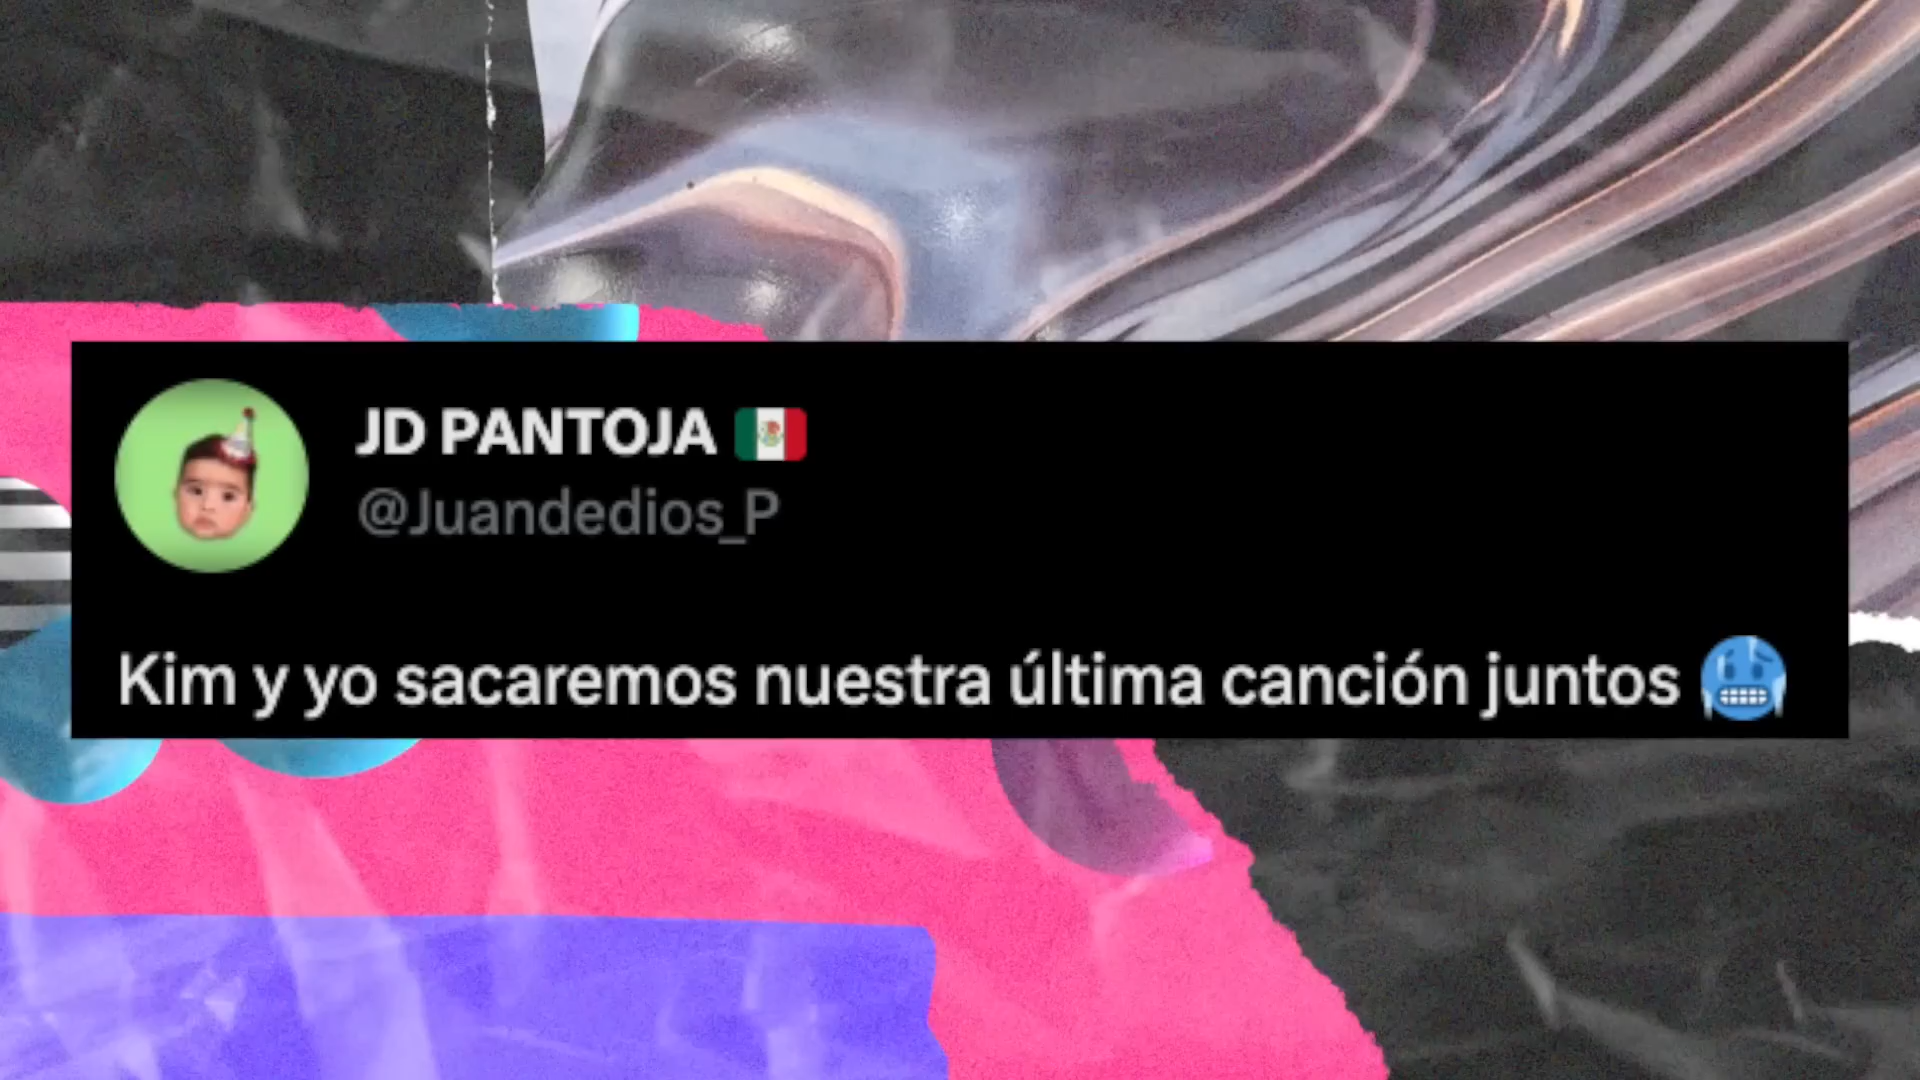 JD PANTOJA 🇲🇽
@Juandedios_P
Kim y yo sacaremos nuestra última canción juntos 🥶